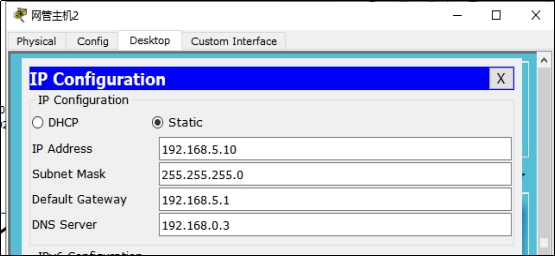 网管主机2
Physical Config Desktop Custom Interface
IP Configuration X
IP Configuration
DHCP Static
IP Address 192.168.5.10
Subnet Mask 255.255.255.0
Default Gateway 192.168.5.1
DNS Server 192.168.0.3
IPv6 Configuration